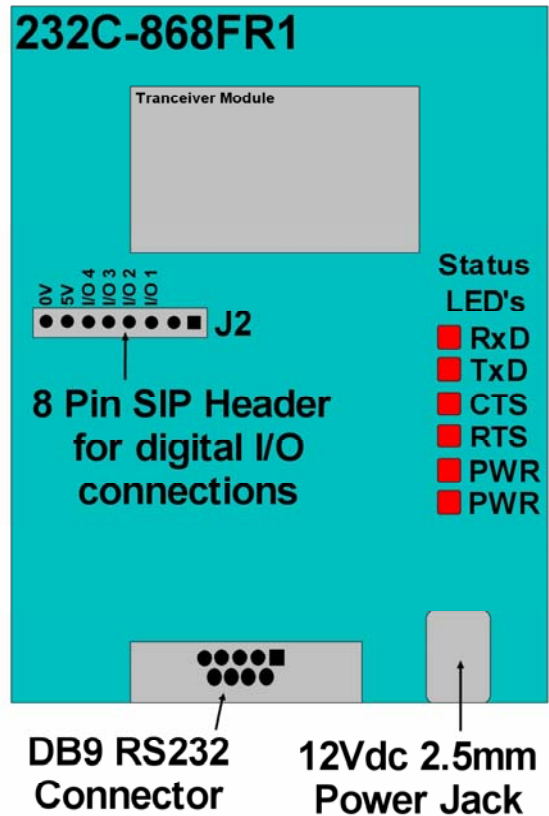 232C-868FR1
Tranceiver Module
0V
5V
I/O 4
I/O 3
I/O 2
I/O 1
J2
8 Pin SIP Header
for digital I/O
connections
Status
LED's
RxD
TxD
CTS
RTS
PWR
PWR
DB9 RS232
Connector
12Vdc 2.5mm
Power Jack